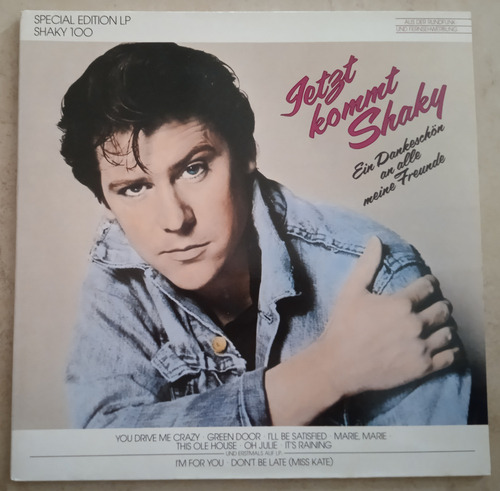 SPECIAL EDITION LP
SHAKY 100
AUS DER RUNDFUNK-
UND FERNSEHWERBUNG
Jetzt
kommt
Shaky
Ein Dankeschön
an alle
meine Freunde
YOU DRIVE ME CRAZY · GREEN DOOR · I'LL BE SATISFIED · MARIE, MARIE
THIS OLE HOUSE · OH JULIE · IT'S RAINING
UND ERSTMALS AUF LP
I'M FOR YOU · DON'T BE LATE (MISS KATE)